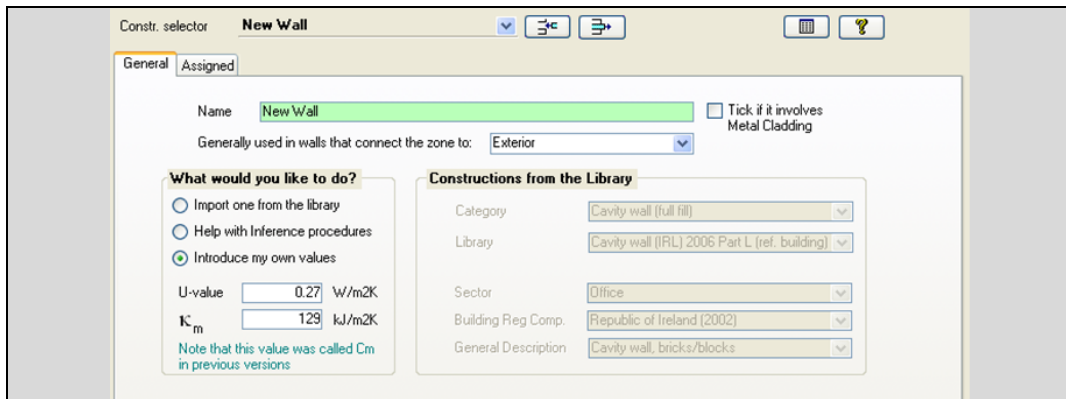 Constr. selector New Wall
General Assigned
Name New Wall Tick if it involves
Metal Cladding
Generally used in walls that connect the zone to: Exterior
What would you like to do?
Import one from the library
Help with Inference procedures
Introduce my own values
U-value 0.27 W/m2K
κm 129 kJ/m2K
Note that this value was called Cm
in previous versions
Constructions from the Library
Category Cavity wall (full fill)
Library Cavity wall (IRL) 2006 Part L (ref. building)
Sector Office
Building Reg Comp. Republic of Ireland (2002)
General Description Cavity wall, bricks/blocks